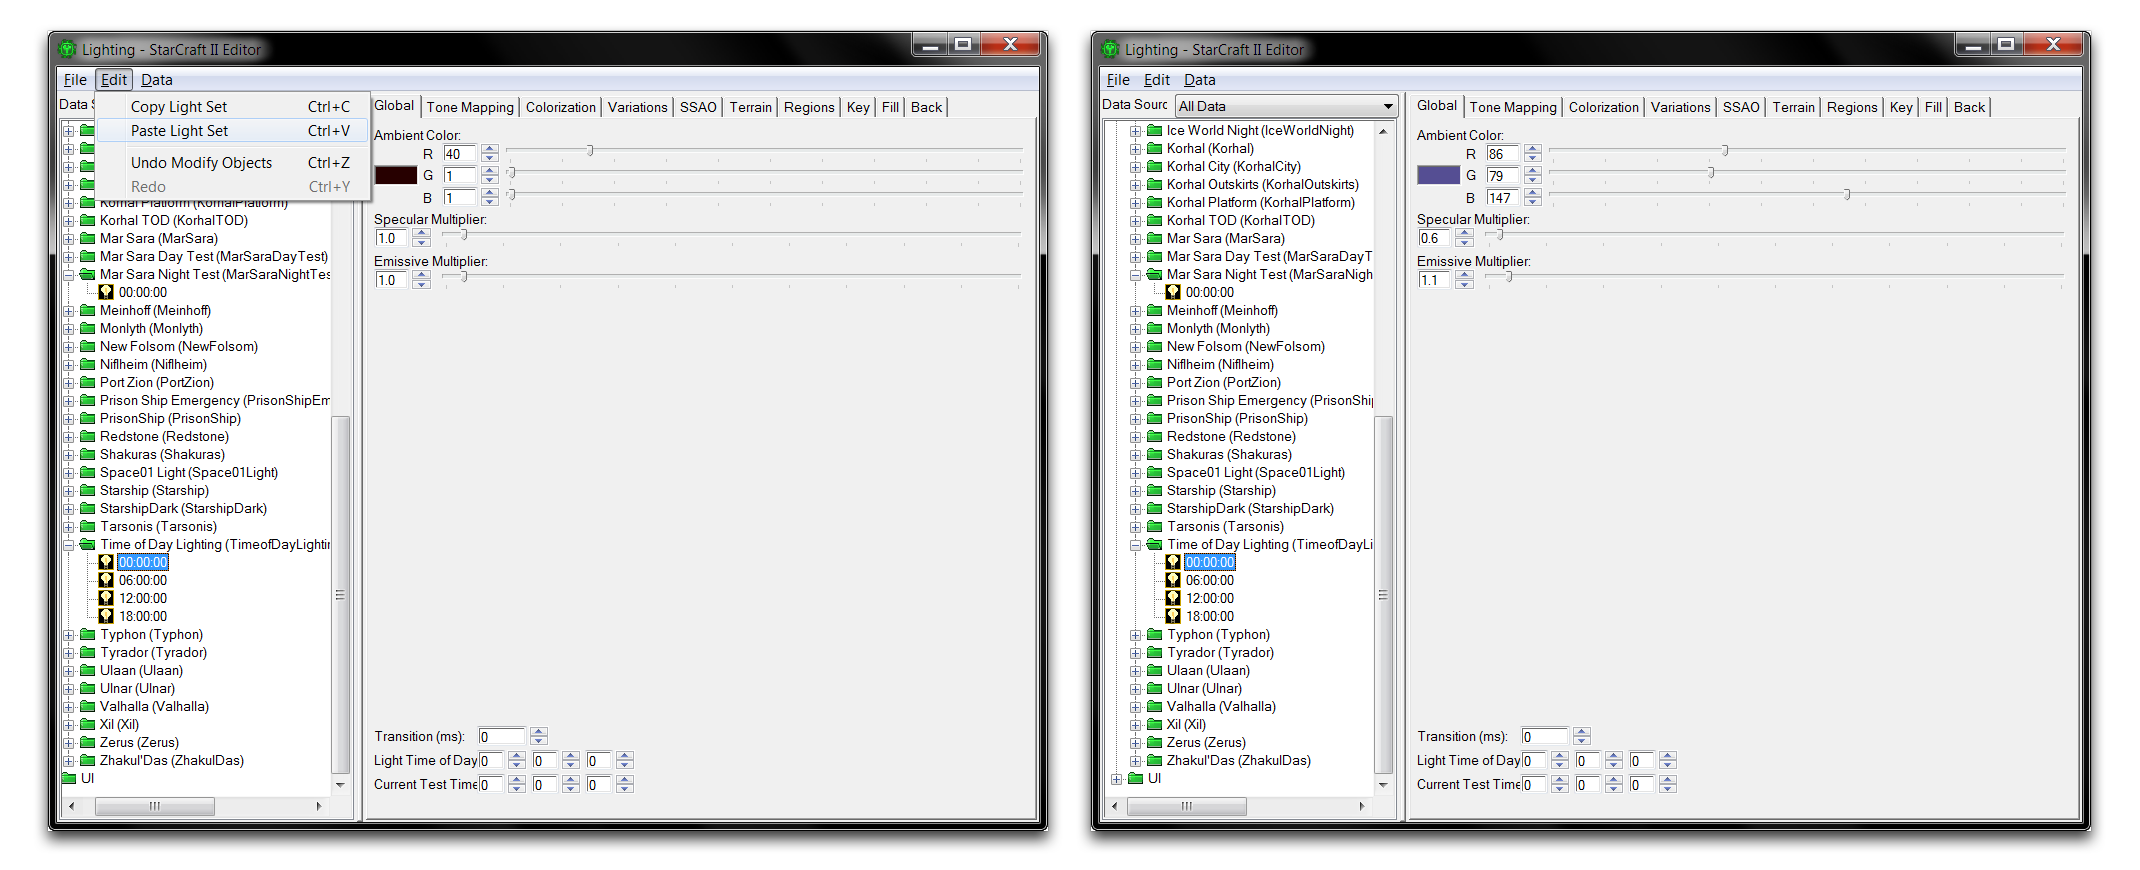 Lighting - StarCraft II Editor
File Edit Data
Data S
Copy Light Set Ctrl+C
Paste Light Set Ctrl+V
Undo Modify Objects Ctrl+Z
Redo Ctrl+Y
Korhal Platform (KorhalPlatform)
Korhal TOD (KorhalTOD)
Mar Sara (MarSara)
Mar Sara Day Test (MarSaraDayTest)
Mar Sara Night Test (MarSaraNightTes
00:00:00
Meinhoff (Meinhoff)
Monlyth (Monlyth)
New Folsom (NewFolsom)
Niflheim (Niflheim)
Port Zion (PortZion)
Prison Ship Emergency (PrisonShipEm
PrisonShip (PrisonShip)
Redstone (Redstone)
Shakuras (Shakuras)
Space01 Light (Space01Light)
Starship (Starship)
StarshipDark (StarshipDark)
Tarsonis (Tarsonis)
Time of Day Lighting (TimeofDayLightin
00:00:00
06:00:00
12:00:00
18:00:00
Typhon (Typhon)
Tyrador (Tyrador)
Ulaan (Ulaan)
Ulnar (Ulnar)
Valhalla (Valhalla)
Xil (Xil)
Zerus (Zerus)
Zhakul'Das (ZhakulDas)
UI
Global Tone Mapping Colorization Variations SSAO Terrain Regions Key Fill Back
Ambient Color:
R 40
G 1
B 1
Specular Multiplier:
1.0
Emissive Multiplier:
1.0
Transition (ms): 0
Light Time of Day 0 0 0
Current Test Time 0 0 0
Lighting - StarCraft II Editor
File Edit Data
Data Sourc All Data
Ice World Night (IceWorldNight)
Korhal (Korhal)
Korhal City (KorhalCity)
Korhal Outskirts (KorhalOutskirts)
Korhal Platform (KorhalPlatform)
Korhal TOD (KorhalTOD)
Mar Sara (MarSara)
Mar Sara Day Test (MarSaraDayT
Mar Sara Night Test (MarSaraNigh
00:00:00
Meinhoff (Meinhoff)
Monlyth (Monlyth)
New Folsom (NewFolsom)
Niflheim (Niflheim)
Port Zion (PortZion)
Prison Ship Emergency (PrisonShip
PrisonShip (PrisonShip)
Redstone (Redstone)
Shakuras (Shakuras)
Space01 Light (Space01Light)
Starship (Starship)
StarshipDark (StarshipDark)
Tarsonis (Tarsonis)
Time of Day Lighting (TimeofDayLi
00:00:00
06:00:00
12:00:00
18:00:00
Typhon (Typhon)
Tyrador (Tyrador)
Ulaan (Ulaan)
Ulnar (Ulnar)
Valhalla (Valhalla)
Xil (Xil)
Zerus (Zerus)
Zhakul'Das (ZhakulDas)
UI
Global Tone Mapping Colorization Variations SSAO Terrain Regions Key Fill Back
Ambient Color:
R 86
G 79
B 147
Specular Multiplier:
0.6
Emissive Multiplier:
1.1
Transition (ms): 0
Light Time of Day 0 0 0
Current Test Time 0 0 0